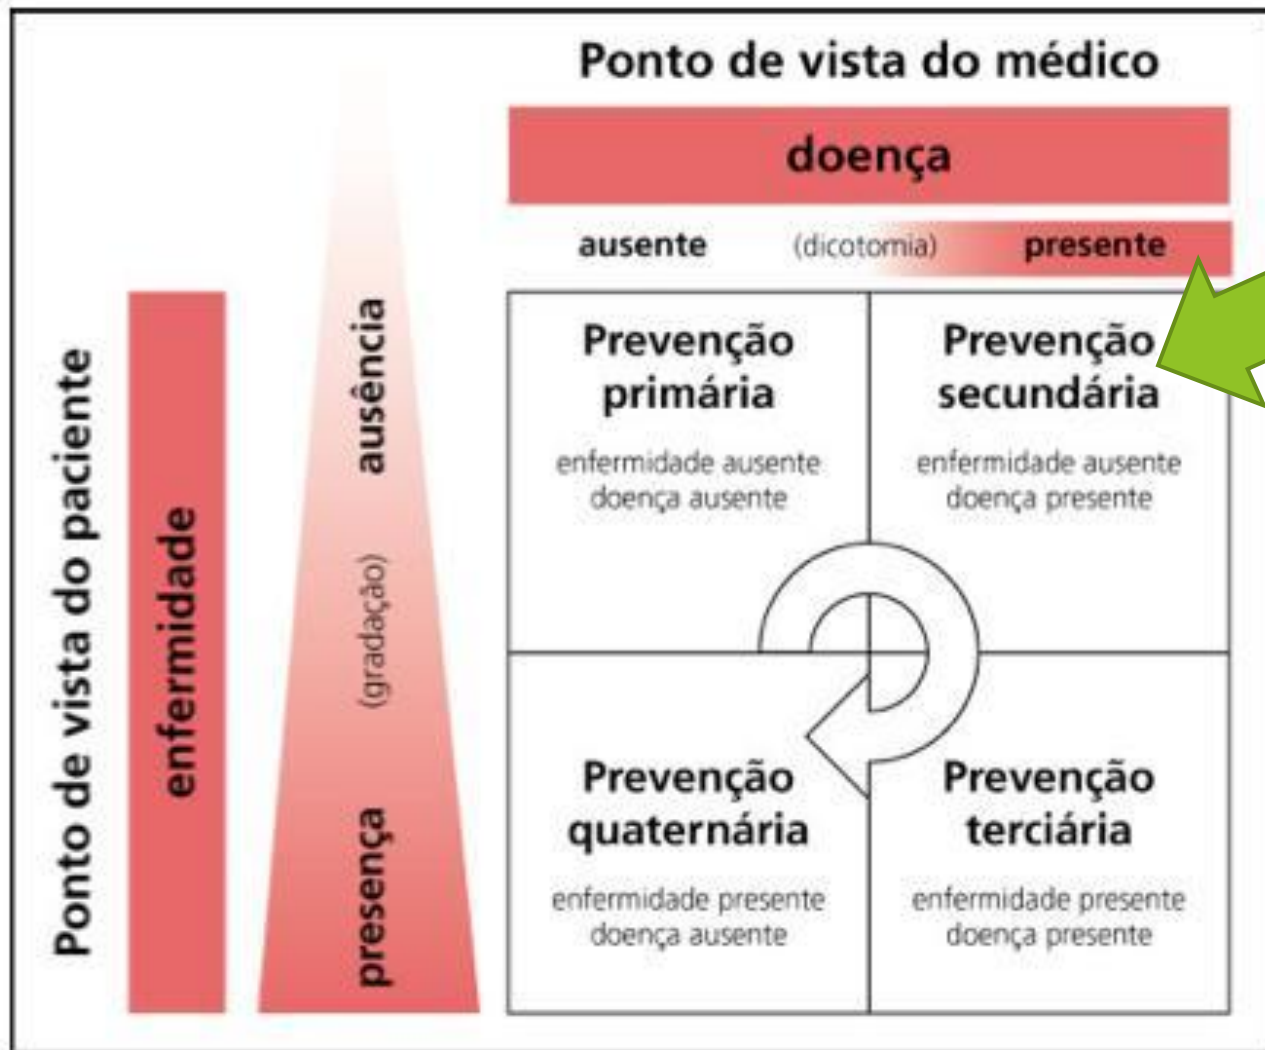 Ponto de vista do médico
doença
ausente (dicotomia) presente
Ponto de vista do paciente
enfermidade
ausência
(gradação)
presença
Prevenção
primária
enfermidade ausente
doença ausente
Prevenção
secundária
enfermidade ausente
doença presente
Prevenção
quaternária
enfermidade presente
doença ausente
Prevenção
terciária
enfermidade presente
doença presente